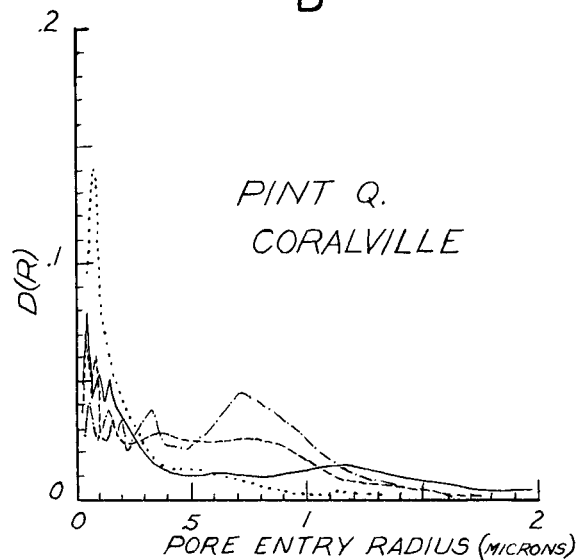 B
.2
PINT Q.
CORALVILLE
D(R)
.1
0
0 .5 1 2
PORE ENTRY RADIUS (MICRONS)